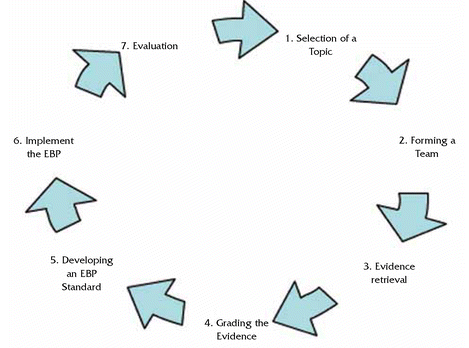 1. Selection of a
Topic
2. Forming a
Team
3. Evidence
retrieval
4. Grading the
Evidence
5. Developing
an EBP
Standard
6. Implement
the EBP
7. Evaluation